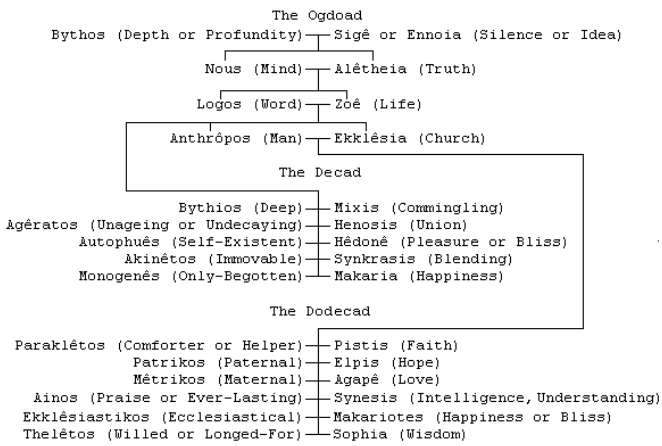 The Ogdoad
Bythos (Depth or Profundity) Sigê or Ennoia (Silence or Idea)
Nous (Mind) Alêtheia (Truth)
Logos (Word) Zoê (Life)
Anthrôpos (Man) Ekklêsia (Church)
The Decad
Bythios (Deep) Mixis (Commingling)
Agêratos (Unageing or Undecaying) Henosis (Union)
Autophuês (Self-Existent) Hêdonê (Pleasure or Bliss)
Akinêtos (Immovable) Synkrasis (Blending)
Monogenês (Only-Begotten) Makaria (Happiness)
The Dodecad
Paraklêtos (Comforter or Helper) Pistis (Faith)
Patrikos (Paternal) Elpis (Hope)
Mêtrikos (Maternal) Agapê (Love)
Ainos (Praise or Ever-Lasting) Synesis (Intelligence, Understanding)
Ekklêsiastikos (Ecclesiastical) Makariotes (Happiness or Bliss)
Thelêtos (Willed or Longed-For) Sophia (Wisdom)